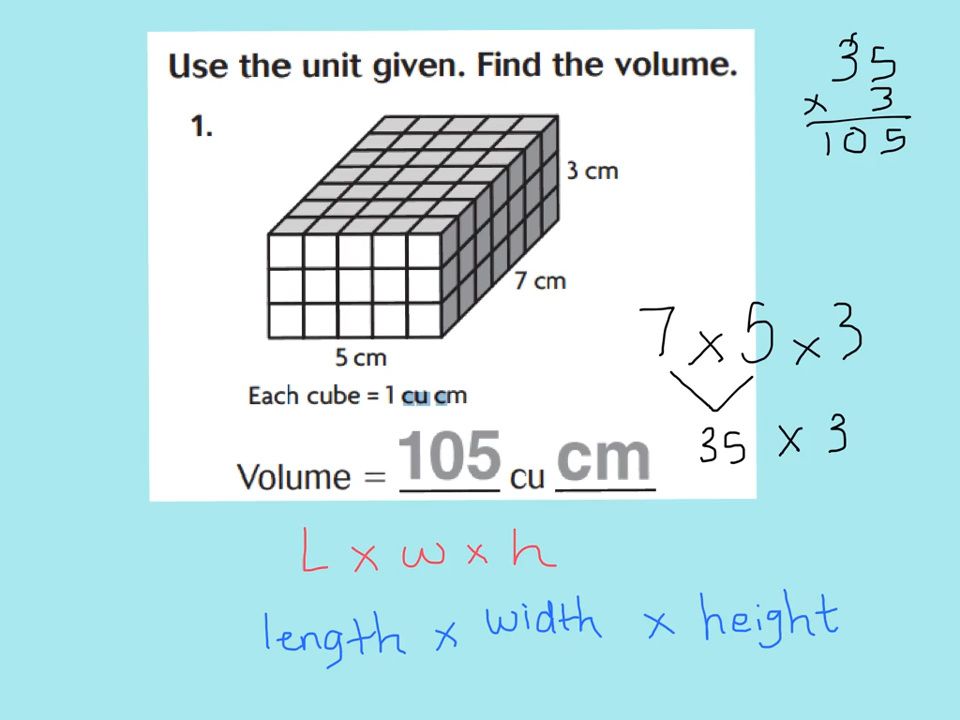 Use the unit given. Find the volume.
1.
3 cm
7 cm
5 cm
Each cube = 1 cu cm
Volume = 105 cu cm
35
x 3
105
7 x 5 x 3
35 x 3
L x w x h
length x width x height